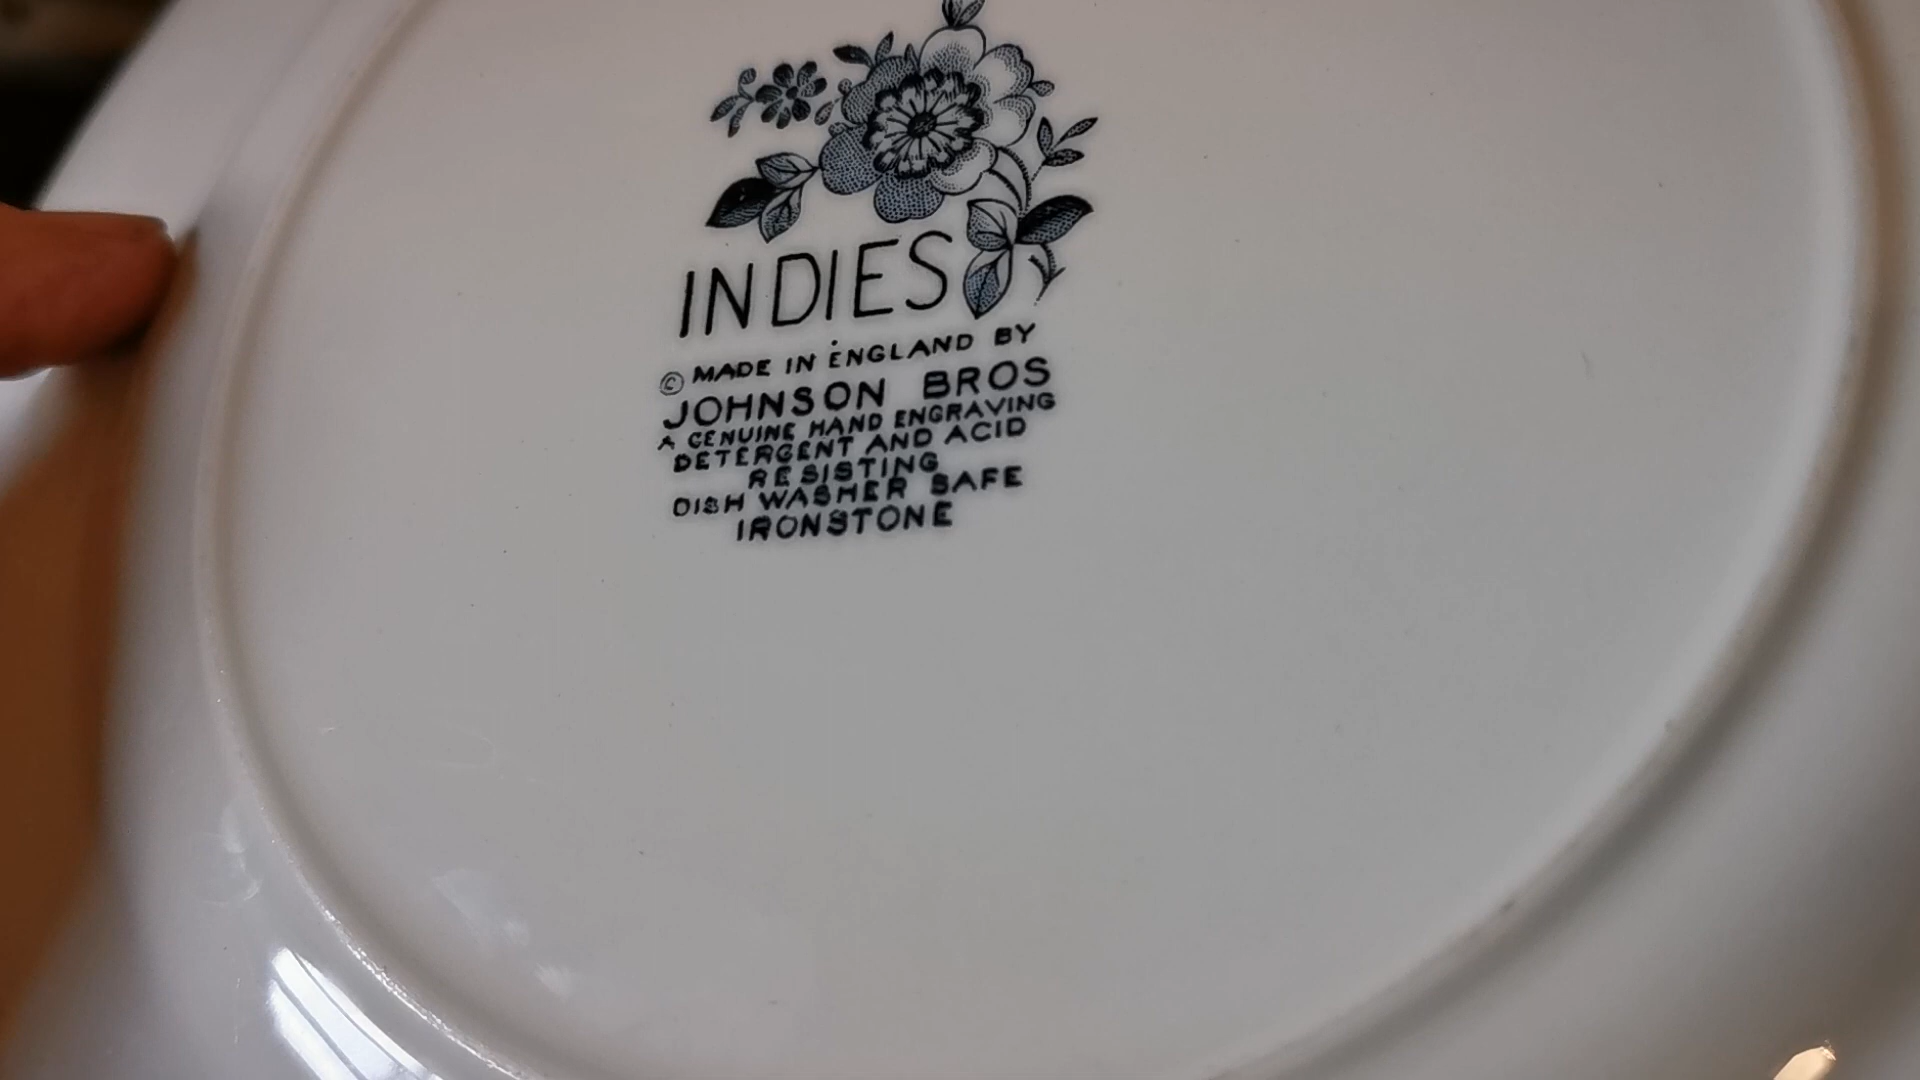 INDIES
© MADE IN ENGLAND BY
JOHNSON BROS
A GENUINE HAND ENGRAVING
DETERGENT AND ACID
RESISTING
DISH WASHER SAFE
IRONSTONE